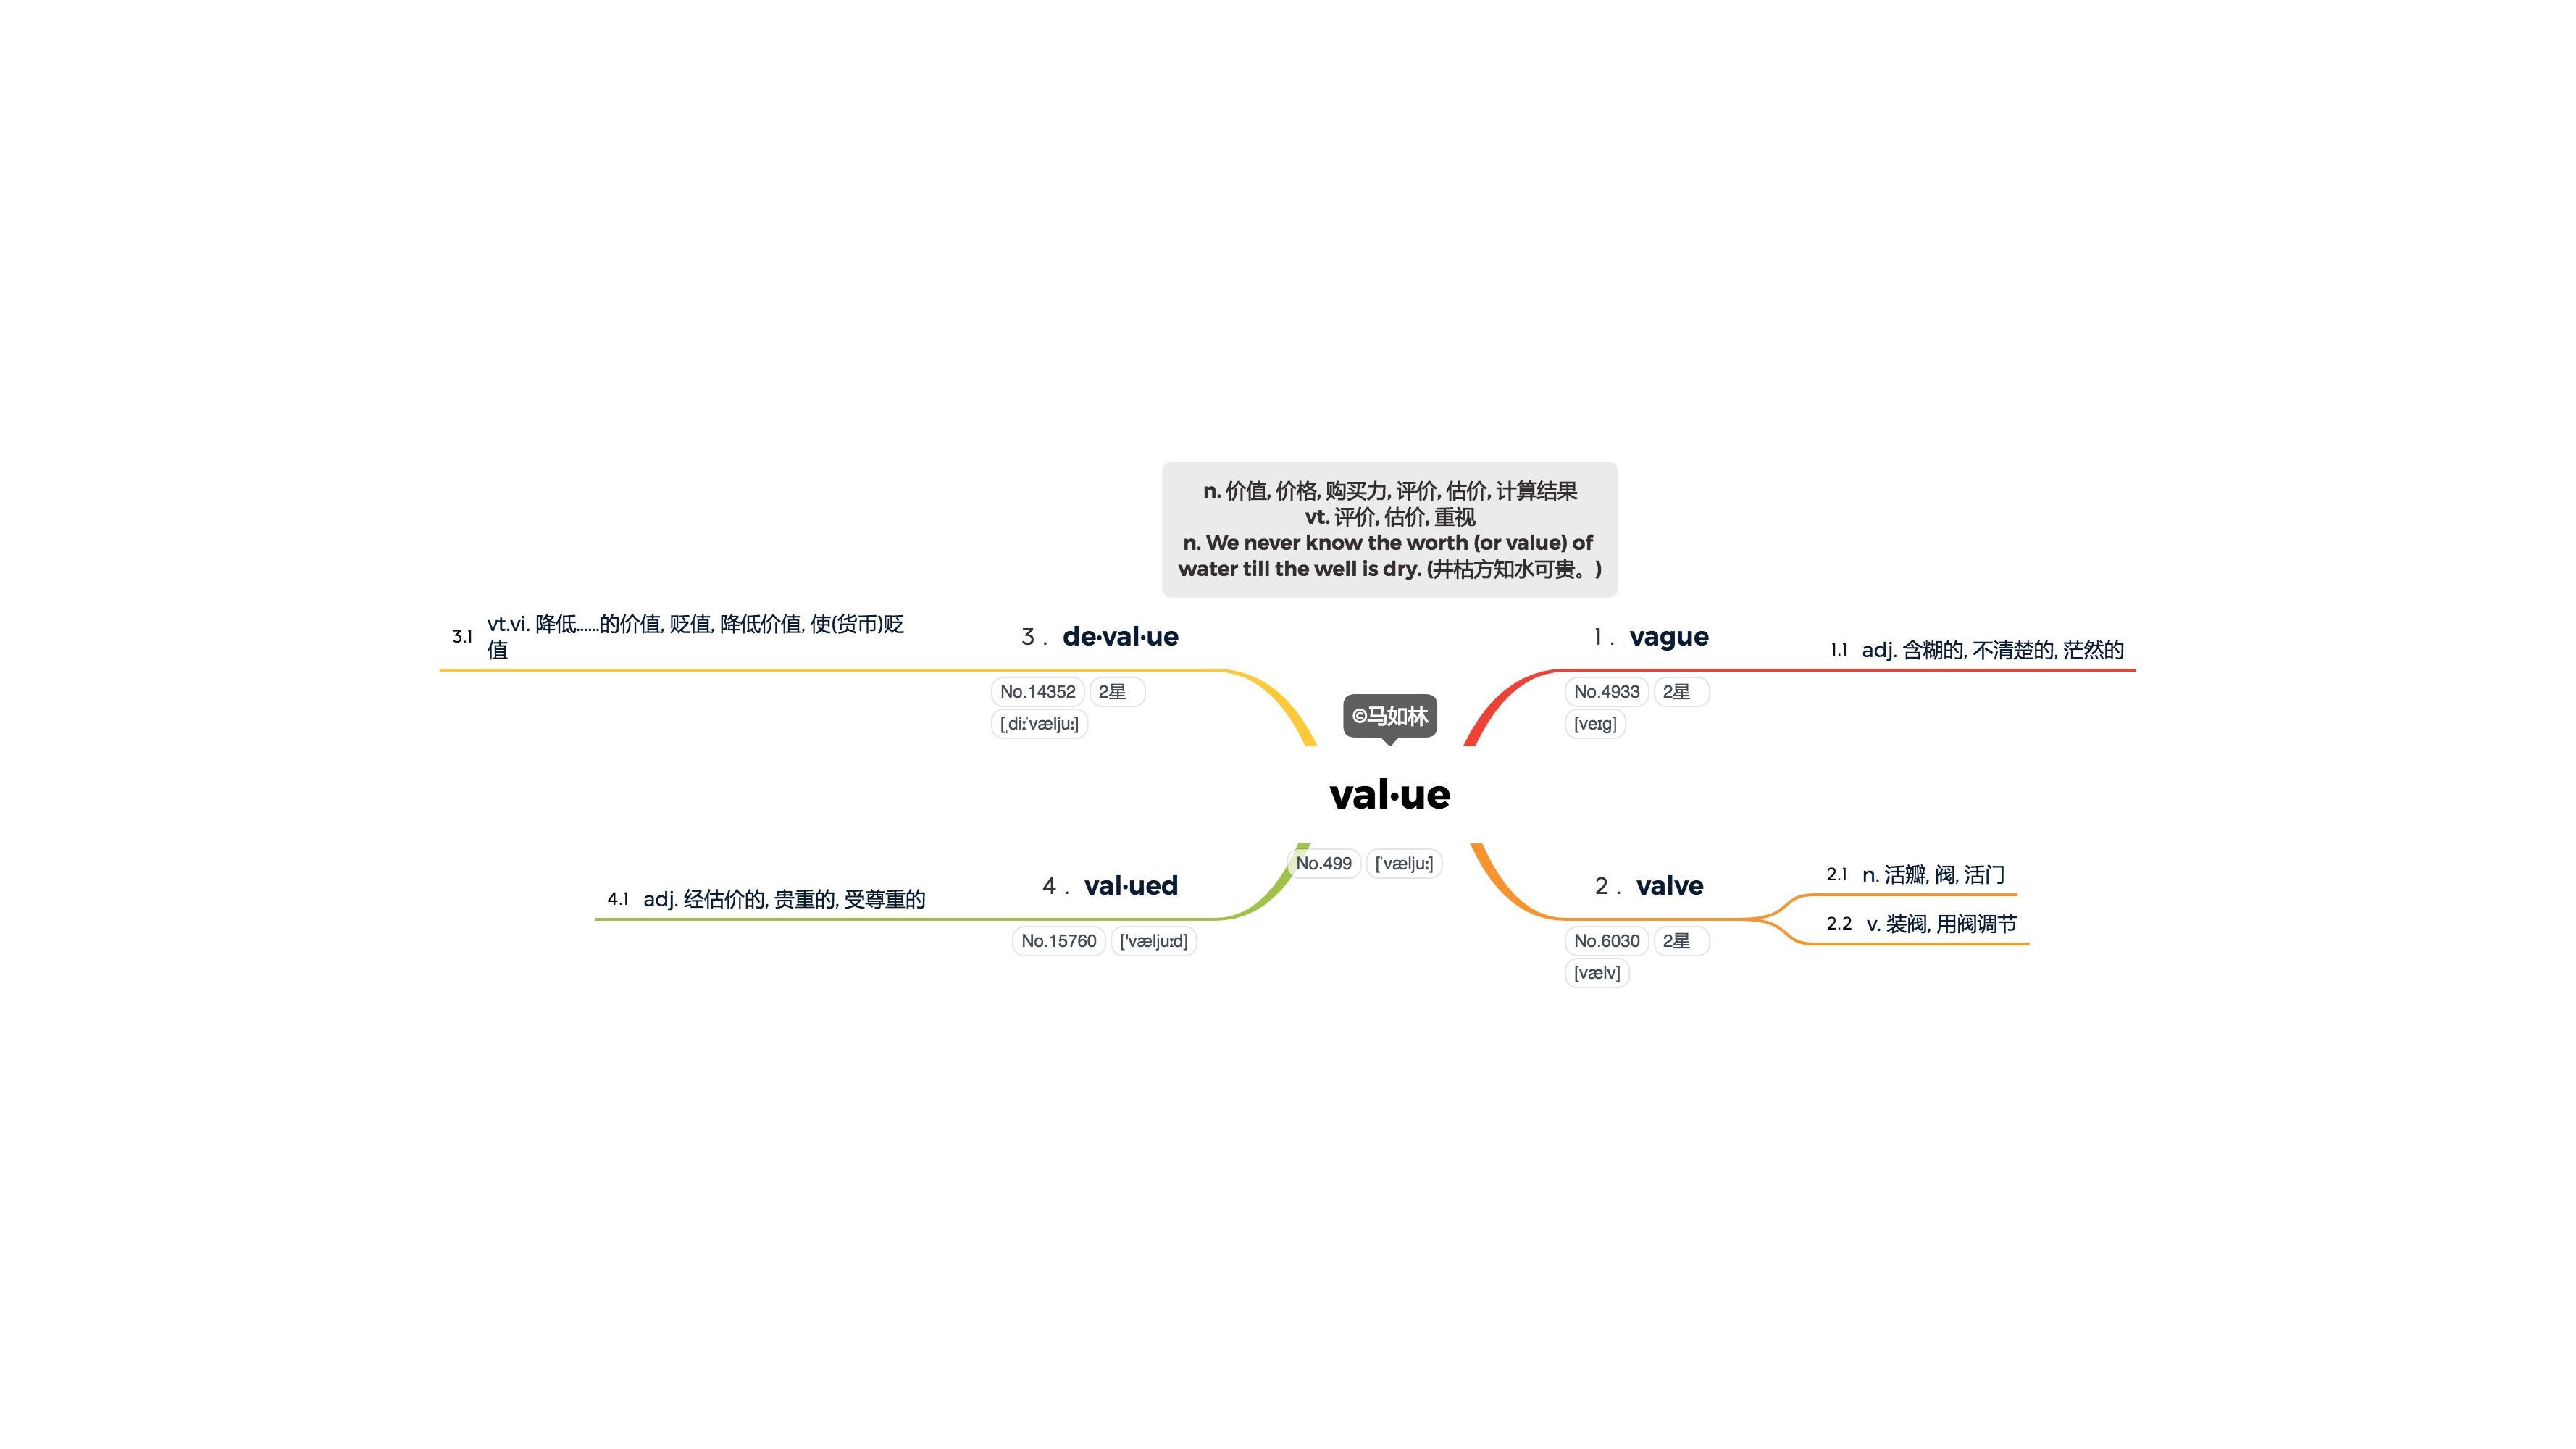 n. 价值, 价格, 购买力, 评价, 估价, 计算结果
vt. 评价, 估价, 重视
n. We never know the worth (or value) of
water till the well is dry. (井枯方知水可贵。)
©马如林
val·ue
No.499 [ˈvæljuː]
1 . vague
No.4933 2星
[veɪg]
1.1 adj. 含糊的, 不清楚的, 茫然的
2 . valve
No.6030 2星
[vælv]
2.1 n. 活瓣, 阀, 活门
2.2 v. 装阀, 用阀调节
3 . de·val·ue
No.14352 2星
[ˌdiːˈvæljuː]
3.1 vt.vi. 降低……的价值, 贬值, 降低价值, 使(货币)贬
值
4 . val·ued
No.15760 ['væljuːd]
4.1 adj. 经估价的, 贵重的, 受尊重的